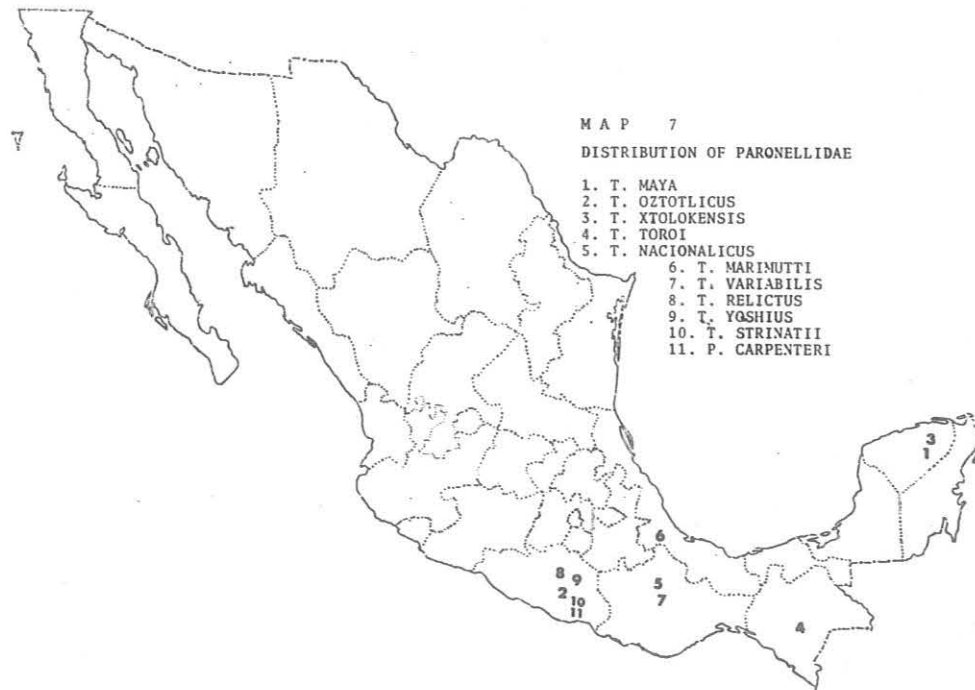 MAP 7
DISTRIBUTION OF PARONELLIDAE
1. T. MAYA
2. T. OZTOTLICUS
3. T. XTOLOKENSIS
4. T. TOROI
5. T. NACIONALICUS
6. T. MARIMUTTI
7. T. VARIABILIS
8. T. RELICTUS
9. T. YOSHIUS
10. T. STRINATII
11. P. CARPENTERI
3
1
6
8 9
5
2 10
7
11
4